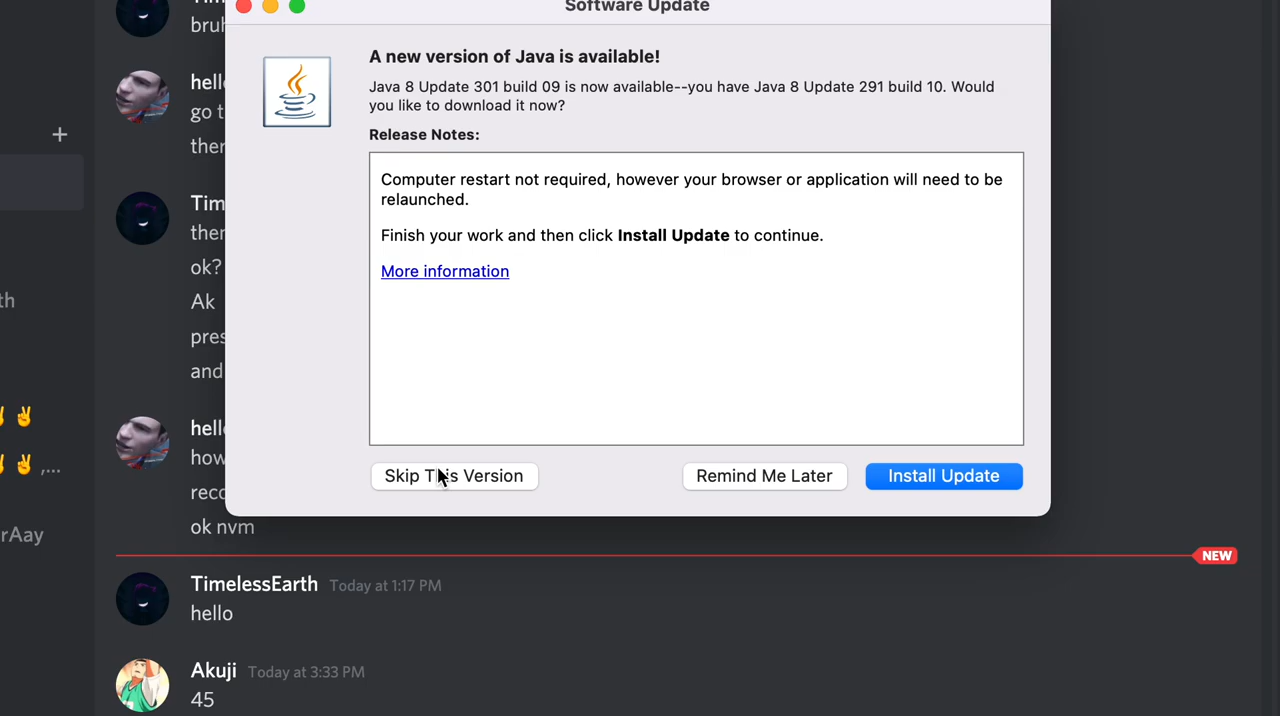 Software Update
bruh
A new version of Java is available!
hell
Java 8 Update 301 build 09 is now available--you have Java 8 Update 291 build 10. Would
go t
you like to download it now?
+
Release Notes:
ther
Computer restart not required, however your browser or application will need to be
relaunched.
Tim
ther
Finish your work and then click Install Update to continue.
ok?
More information
th
Ak
pres
and
✌ ✌
hell
how
✌ ✌ ,...
Skip This Version
Remind Me Later
Install Update
reco
ok nvm
rAay
NEW
TimelessEarth Today at 1:17 PM
hello
Akuji Today at 3:33 PM
45